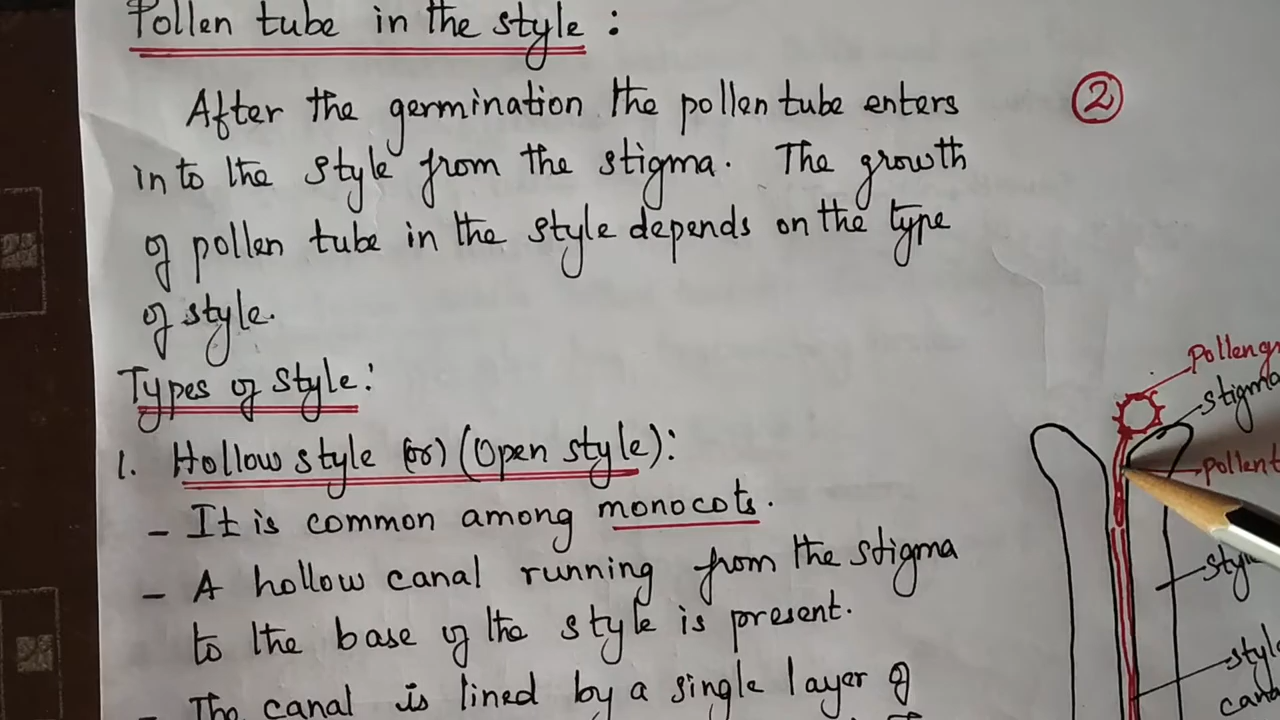 Pollen tube in the style :
②
After the germination the pollen tube enters
into the style from the stigma. The growth
of pollen tube in the style depends on the type
of style.
Types of style:
1. Hollow style (or) (Open style):
- It is common among monocots.
- A hollow canal running from the stigma
to the base of the style is present.
- The canal is lined by a single layer of
stigma
style